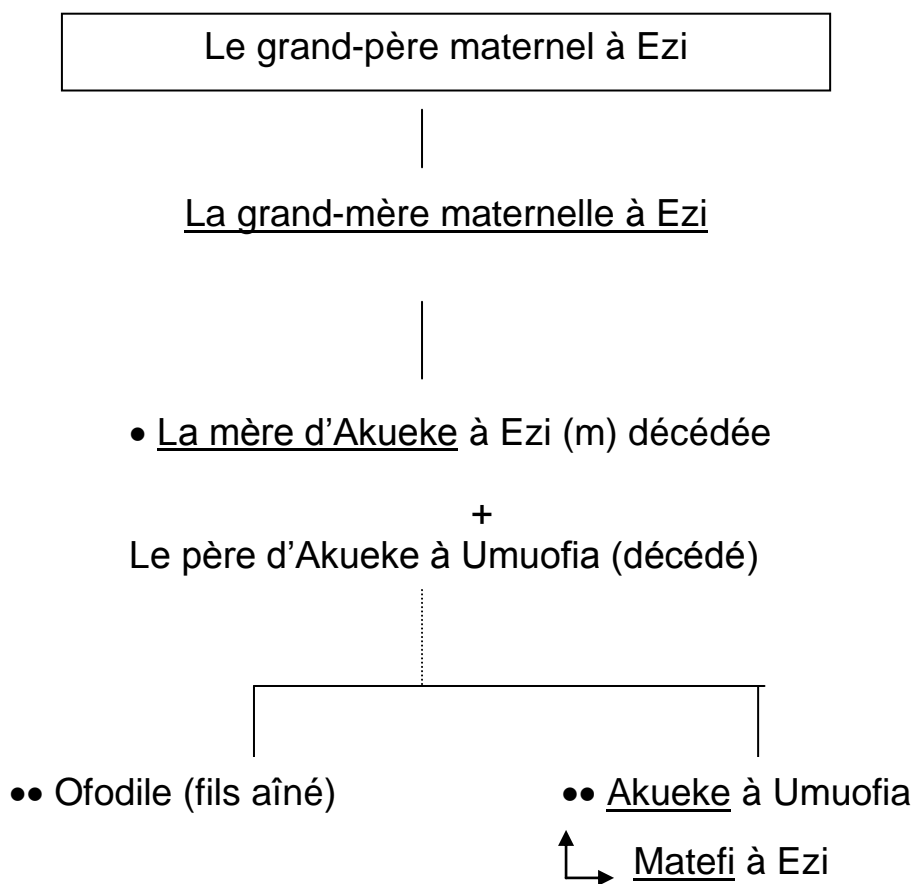 Le grand-père maternel à Ezi
La grand-mère maternelle à Ezi
• La mère d’Akueke à Ezi (m) décédée
+
Le père d’Akueke à Umuofia (décédé)
•• Ofodile (fils aîné) •• Akueke à Umuofia
Matefi à Ezi